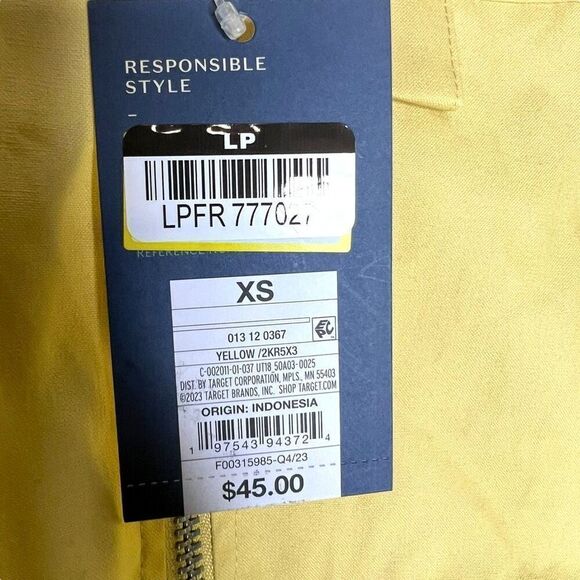 RESPONSIBLE
STYLE
–
LP
LPFR 777027
XS
013 12 0367
EPC
YELLOW /2KR5X3
C-002011-01-037 UT18 50A03-0025
DIST. BY TARGET CORPORATION, MPLS., MN 55403
©2023 TARGET BRANDS, INC. SHOP TARGET.COM
ORIGIN: INDONESIA
1 97543 94372 4
F00315985-Q4/23
$45.00